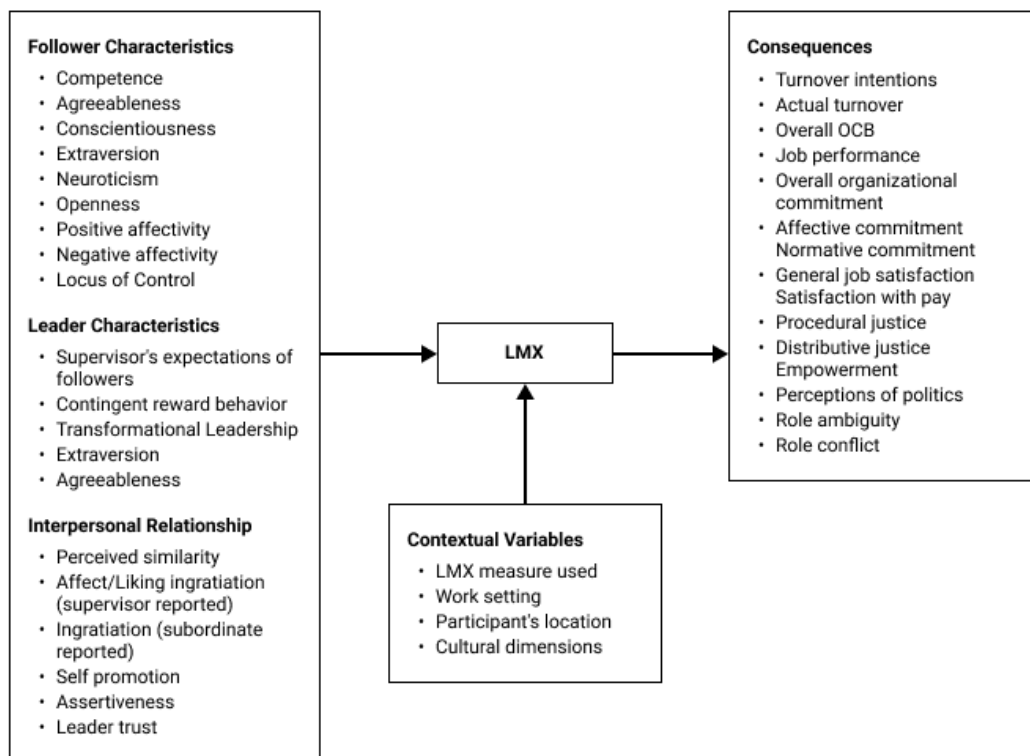 Follower Characteristics
• Competence
• Agreeableness
• Conscientiousness
• Extraversion
• Neuroticism
• Openness
• Positive affectivity
• Negative affectivity
• Locus of Control
Leader Characteristics
• Supervisor's expectations of
followers
• Contingent reward behavior
• Transformational Leadership
• Extraversion
• Agreeableness
Interpersonal Relationship
• Perceived similarity
• Affect/Liking ingratiation
(supervisor reported)
• Ingratiation (subordinate
reported)
• Self promotion
• Assertiveness
• Leader trust
LMX
Contextual Variables
• LMX measure used
• Work setting
• Participant's location
• Cultural dimensions
Consequences
• Turnover intentions
• Actual turnover
• Overall OCB
• Job performance
• Overall organizational
commitment
• Affective commitment
Normative commitment
• General job satisfaction
Satisfaction with pay
• Procedural justice
• Distributive justice
Empowerment
• Perceptions of politics
• Role ambiguity
• Role conflict